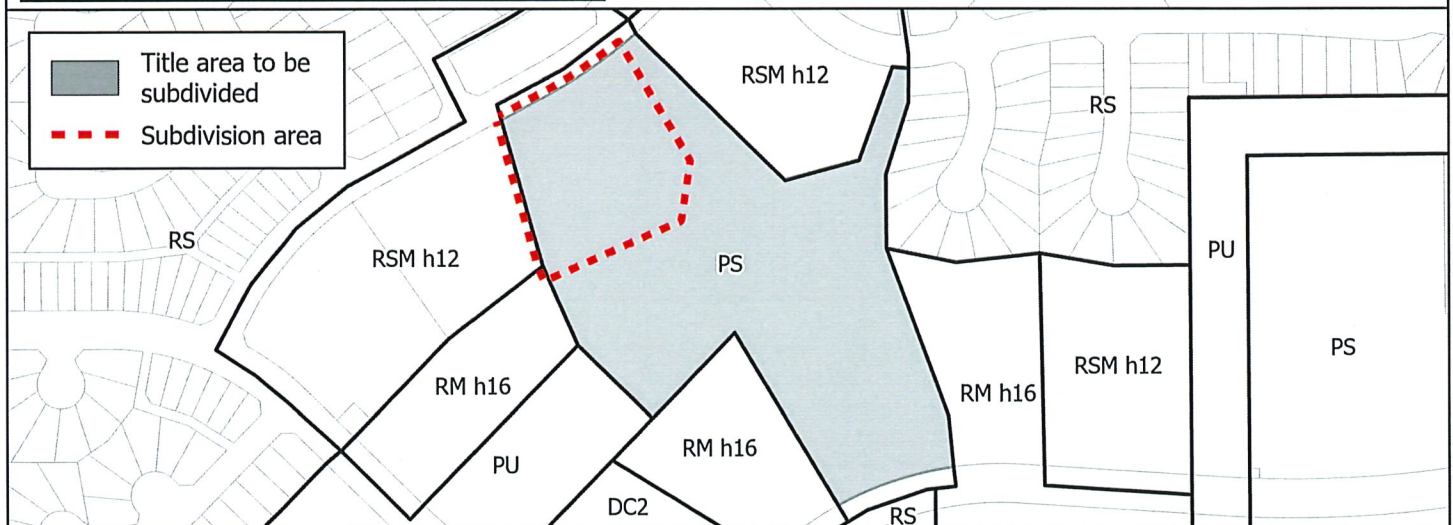 Title area to be
subdivided
Subdivision area
RSM h12
RS
RS
RSM h12
PS
PU
PS
RSM h12
RM h16
RM h16
RM h16
PU
DC2
RS